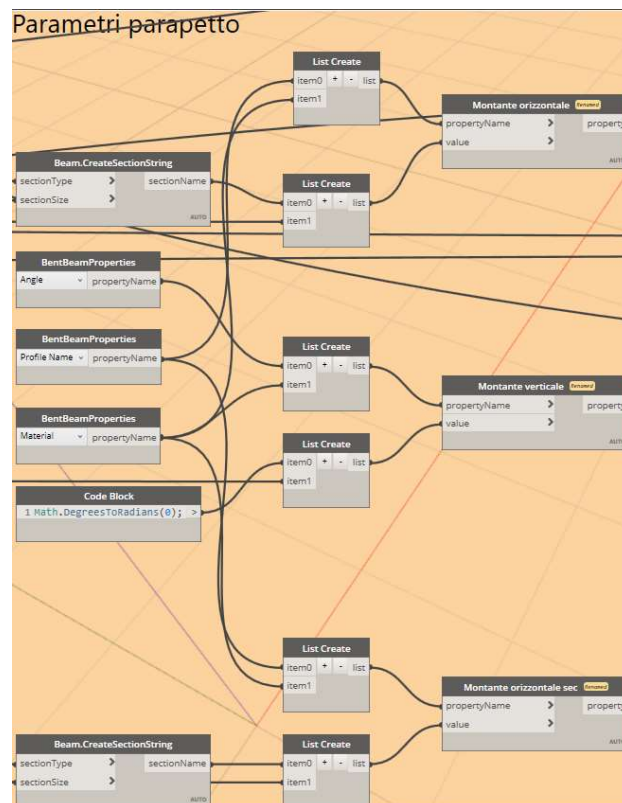 Parametri parapetto
List Create
item0 + - list
item1
Montante orizzontale Renamed
propertyName > property
value >
AUTO
Beam.CreateSectionString
sectionType > sectionName
sectionSize >
AUTO
List Create
item0 + - list
item1
BentBeamProperties
Angle propertyName
BentBeamProperties
Profile Name propertyName
List Create
item0 + - list
item1
Montante verticale Renamed
propertyName > property
value >
AUTO
BentBeamProperties
Material propertyName
List Create
item0 + - list
item1
Code Block
1 Math.DegreesToRadians(0); >
List Create
item0 + - list
item1
Montante orizzontale sec Renamed
propertyName > property
value >
AUTO
Beam.CreateSectionString
sectionType > sectionName
sectionSize >
AUTO
List Create
item0 + - list
item1